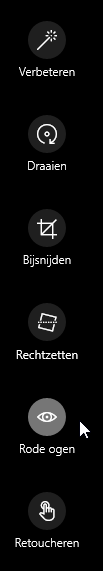 Verbeteren
Draaien
Bijsnijden
Rechtzetten
Rode ogen
Retoucheren